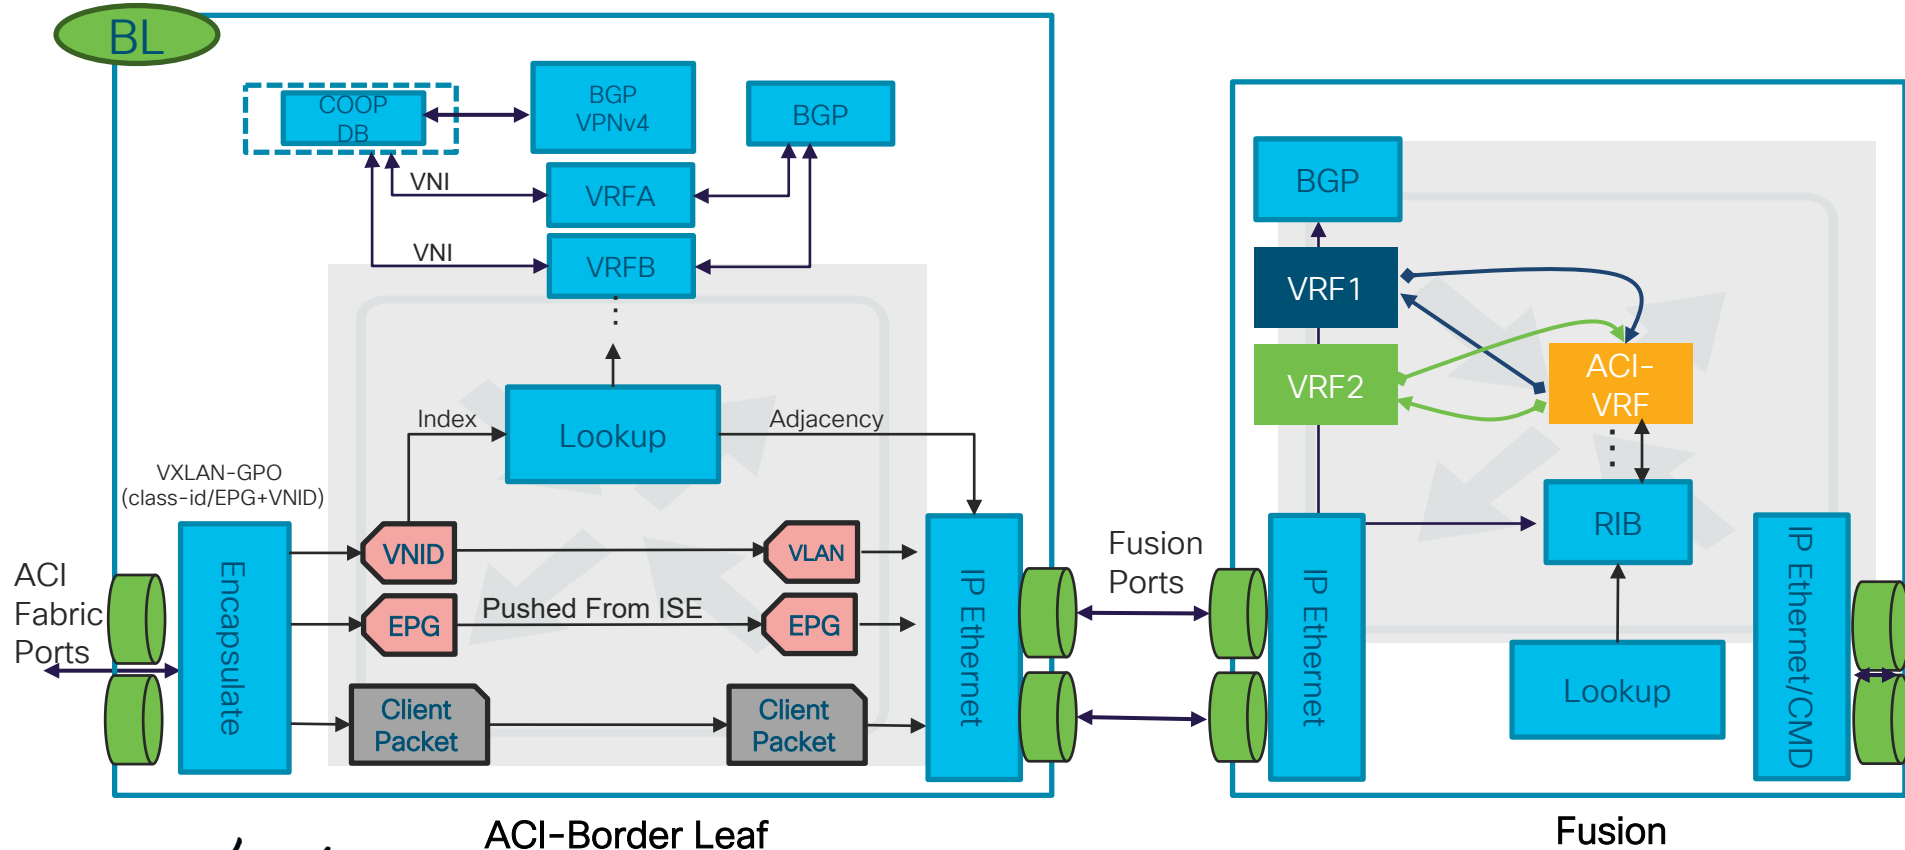 BL
COOP
DB
BGP
VPNv4
BGP
VNI
VRFA
VNI
VRFB
Index
Lookup
Adjacency
VXLAN-GPO
(class-id/EPG+VNID)
ACI
Fabric
Ports
Encapsulate
VNID
VLAN
EPG
Pushed From ISE
EPG
Client
Packet
Client
Packet
IP Ethernet
ACI-Border Leaf
Fusion
Ports
BGP
VRF1
VRF2
ACI-
VRF
RIB
IP Ethernet
Lookup
IP Ethernet/CMD
Fusion